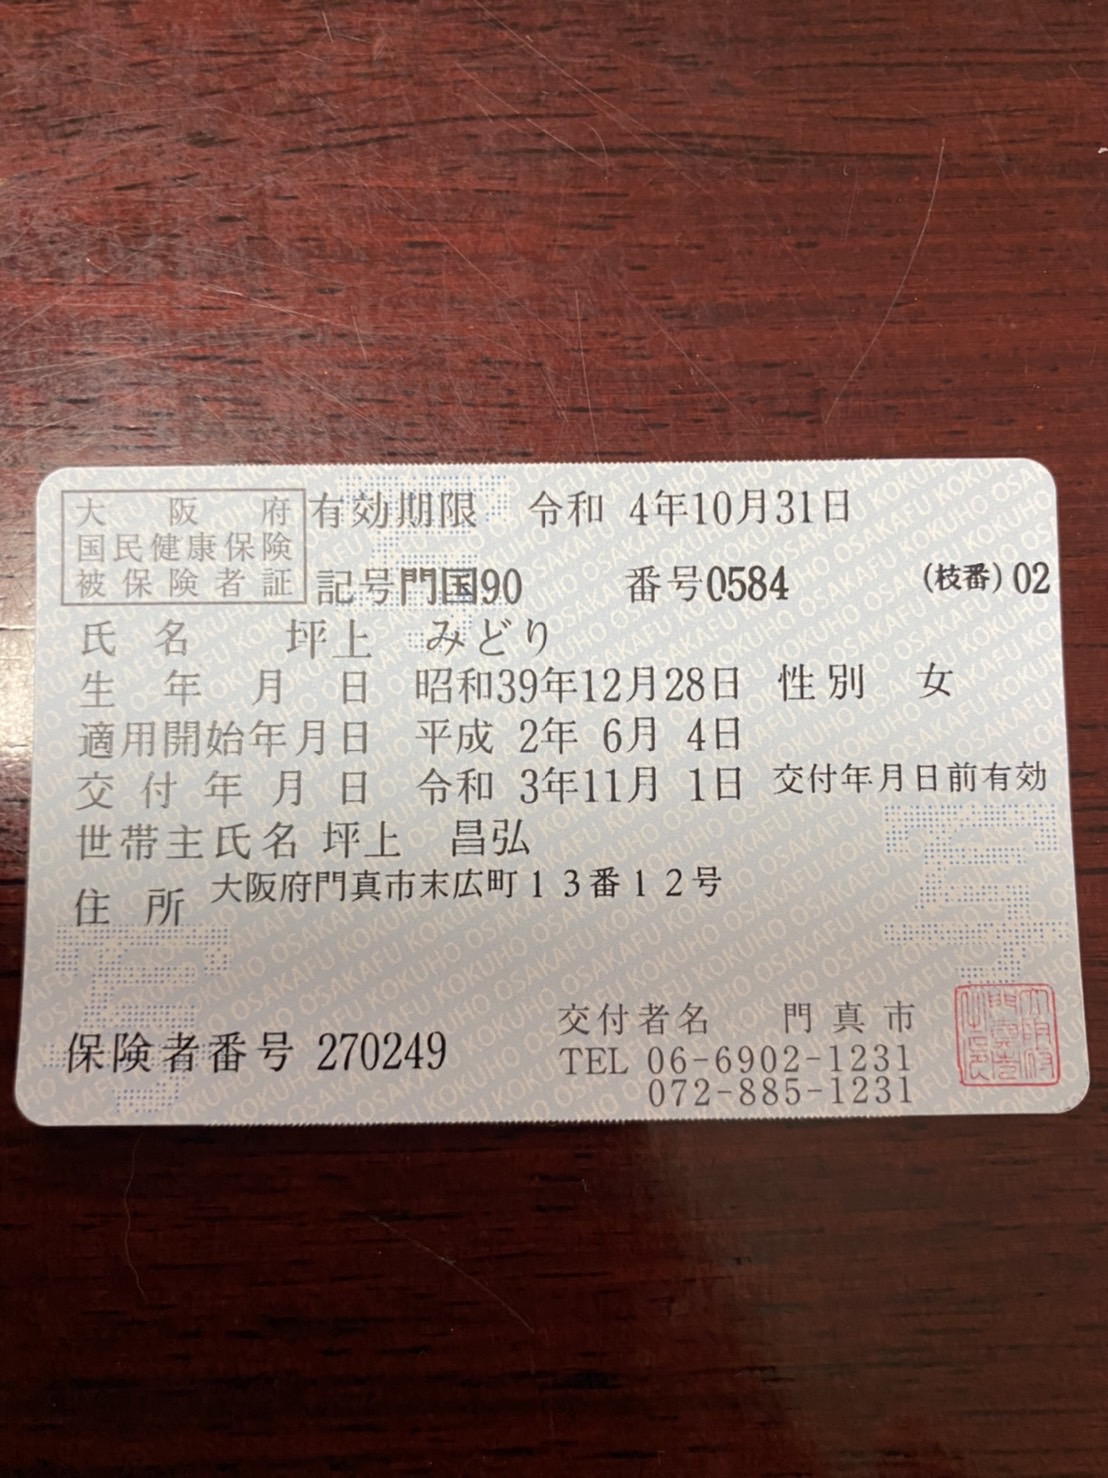 大阪府
国民健康保険
被保険者証
有効期限 令和 4年10月31日
記号門国90 番号0584 (枝番)02
氏名 坪上 みどり
生年月日 昭和39年12月28日 性別 女
適用開始年月日 平成 2年 6月 4日
交付年月日 令和 3年11月 1日 交付年月日前有効
世帯主氏名 坪上 昌弘
住所 大阪府門真市末広町13番12号
保険者番号 270249
交付者名 門真市
TEL 06-6902-1231
072-885-1231